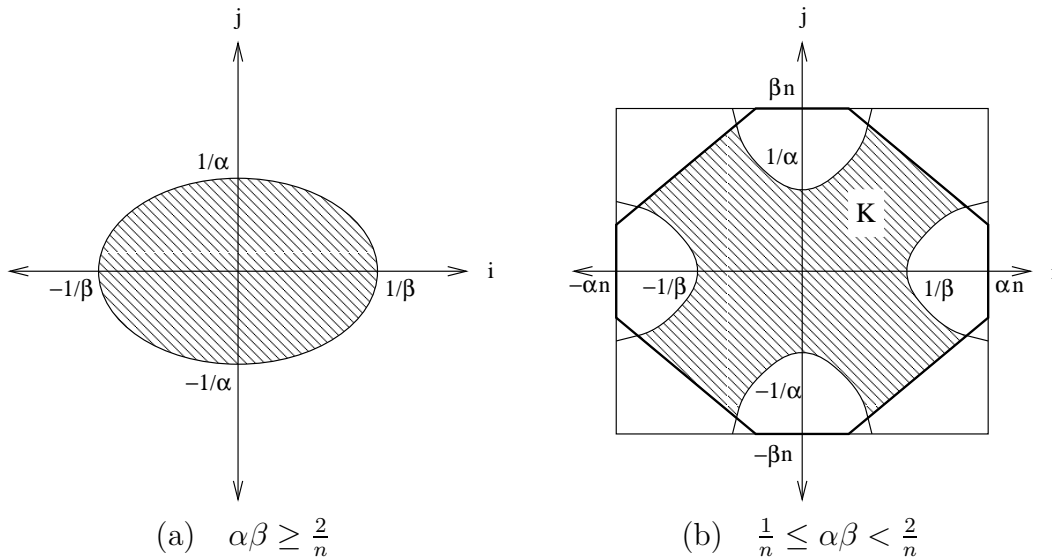 j
1/α
−1/β
1/β
i
−1/α
(a) αβ ≥ 2/n
j
βn
1/α
K
−αn
−1/β
1/β
αn
−1/α
−βn
(b) 1/n ≤ αβ < 2/n